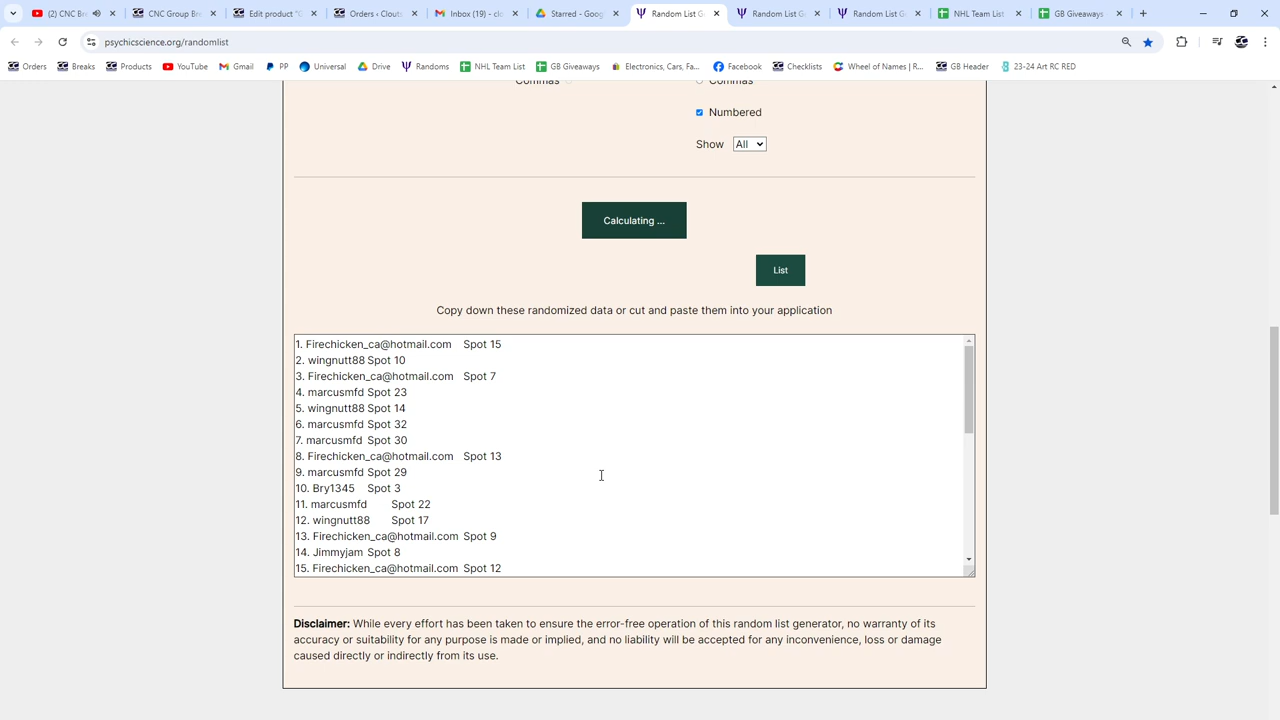 (2) CNC Bre
CNC Group Bre
Edit product "G
Orders < Clouts
Inbox (19) - clo
Starred - Googl
Random List Ge
Random List Ge
Random List Ge
NHL Team List
GB Giveaways
psychicscience.org/randomlist
Orders
Breaks
Products
YouTube
Gmail
PP
Universal
Drive
Randoms
NHL Team List
GB Giveaways
Electronics, Cars, Fa...
Facebook
Checklists
Wheel of Names | R...
GB Header
23-24 Art RC RED
Commas
Commas
Numbered
Show All
Calculating ...
List
Copy down these randomized data or cut and paste them into your application
1. Firechicken_ca@hotmail.com Spot 15
2. wingnutt88 Spot 10
3. Firechicken_ca@hotmail.com Spot 7
4. marcusmfd Spot 23
5. wingnutt88 Spot 14
6. marcusmfd Spot 32
7. marcusmfd Spot 30
8. Firechicken_ca@hotmail.com Spot 13
9. marcusmfd Spot 29
10. Bry1345 Spot 3
11. marcusmfd Spot 22
12. wingnutt88 Spot 17
13. Firechicken_ca@hotmail.com Spot 9
14. Jimmyjam Spot 8
15. Firechicken_ca@hotmail.com Spot 12
Disclaimer: While every effort has been taken to ensure the error-free operation of this random list generator, no warranty of its
accuracy or suitability for any purpose is made or implied, and no liability will be accepted for any inconvenience, loss or damage
caused directly or indirectly from its use.